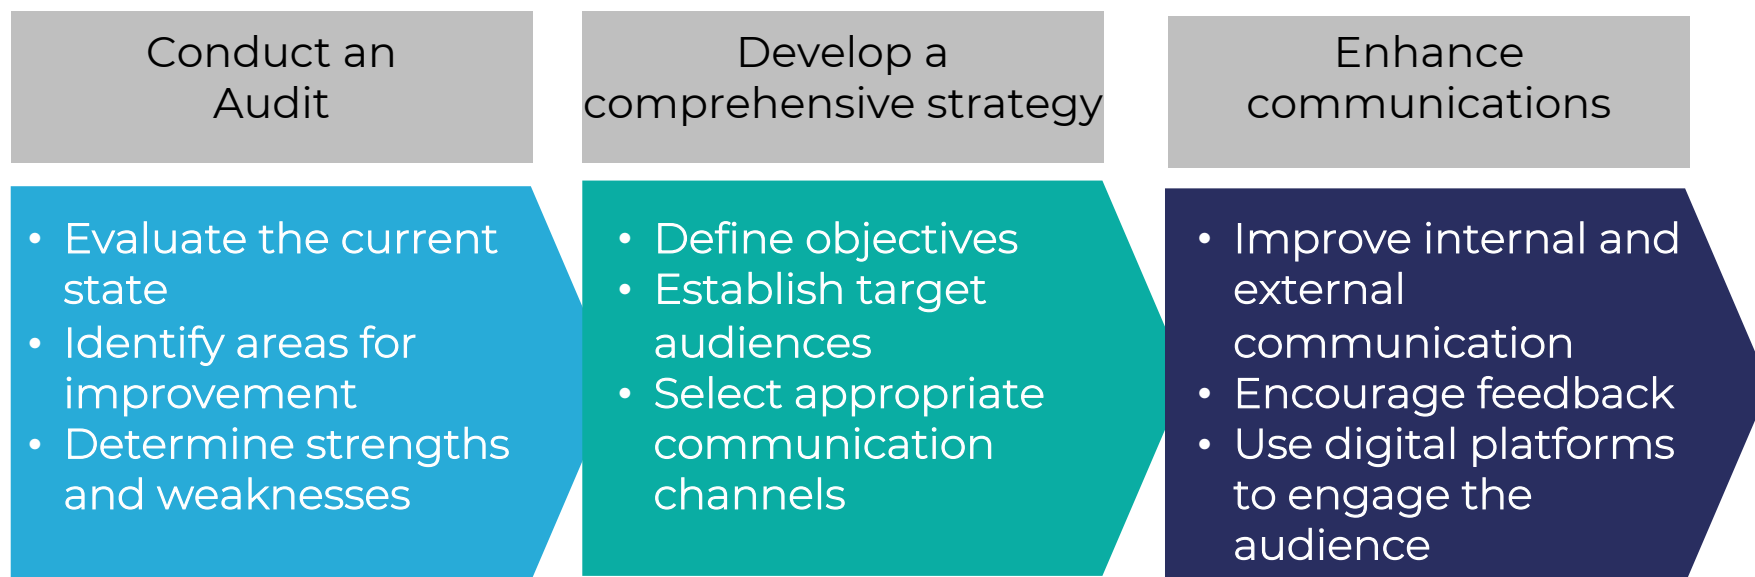 Conduct an
Audit
• Evaluate the current
state
• Identify areas for
improvement
• Determine strengths
and weaknesses
Develop a
comprehensive strategy
• Define objectives
• Establish target
audiences
• Select appropriate
communication
channels
Enhance
communications
• Improve internal and
external
communication
• Encourage feedback
• Use digital platforms
to engage the
audience